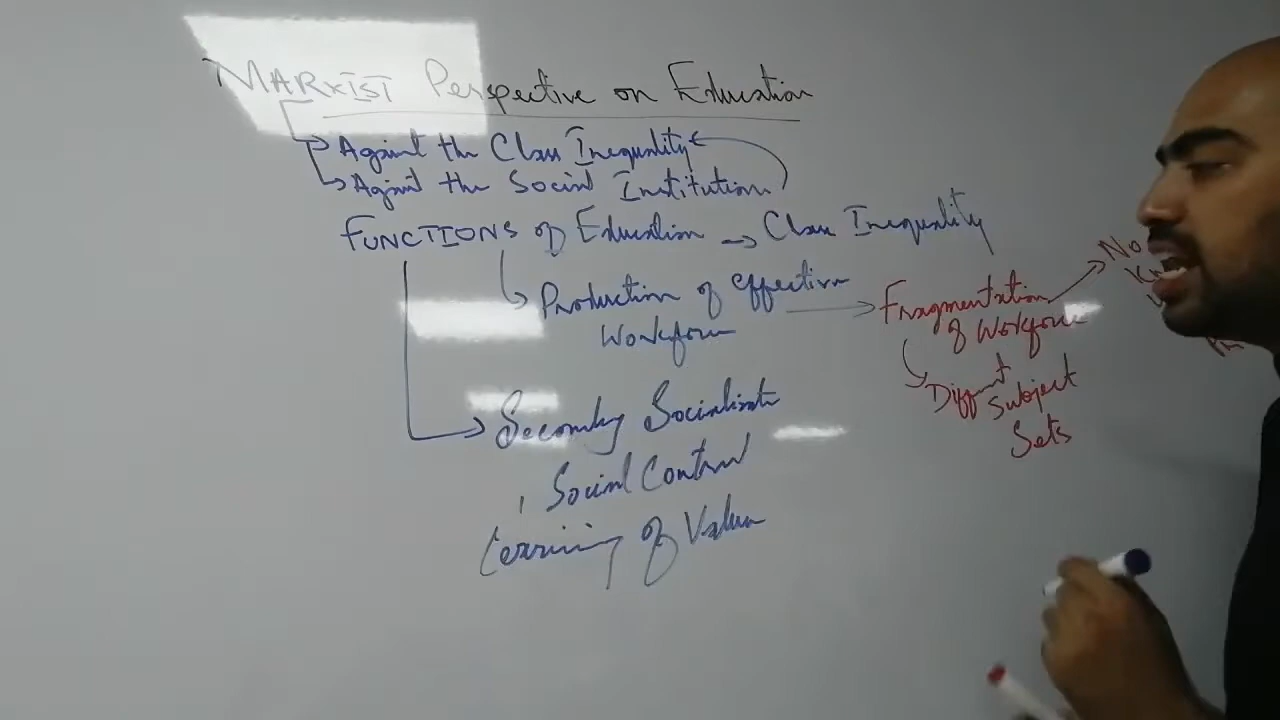 MARXIST Perspective on Education
Against the Class Inequality
Against the Social Institutions
FUNCTIONS of Education → Class Inequality
Production of effective
Workforce
Fragmentation
of Workforce
No
Different
Subject
Sets
Secondary Socialisation
Social Control
Learning of Values